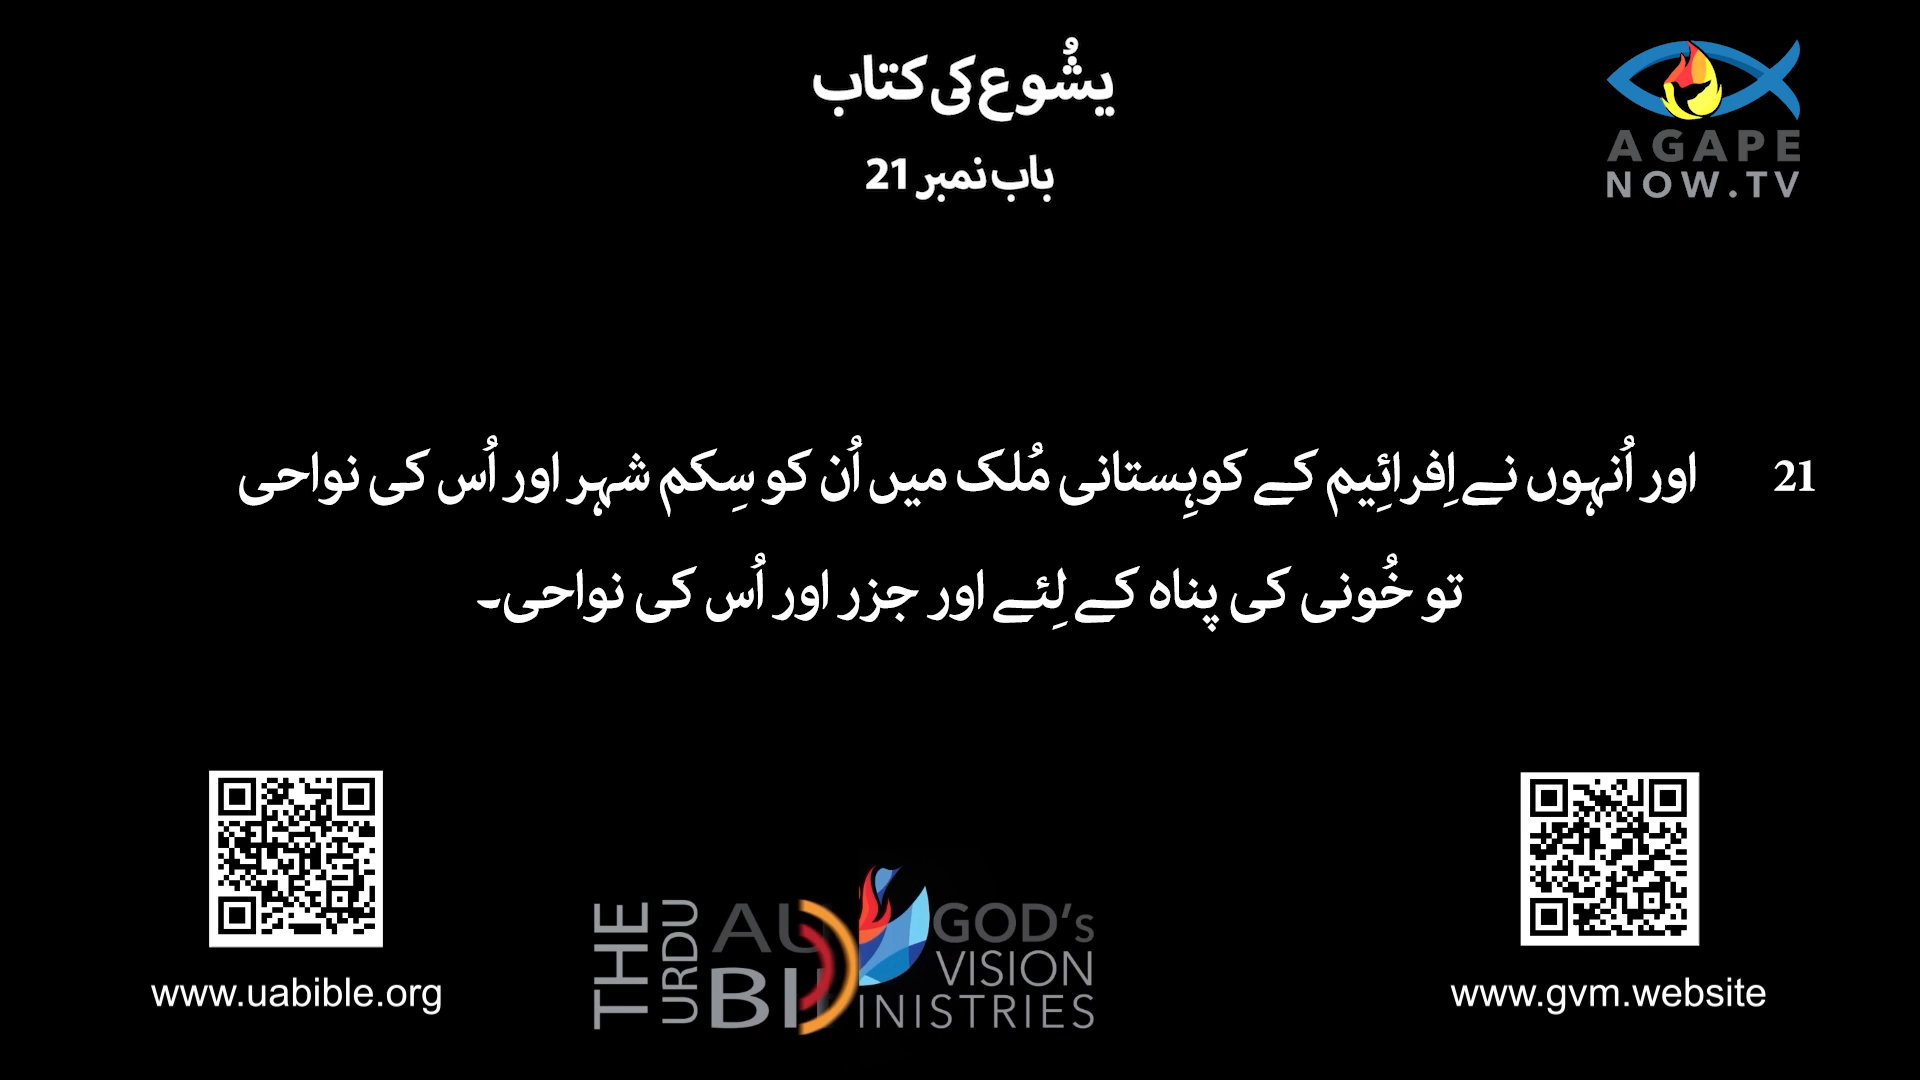 یشُوع کی کتاب
باب نمبر 21
AGAPE
NOW.TV
21 اور اُنہوں نے اِفرائِیم کے کوہِستانی مُلک میں اُن کو سِکم شہر اور اُس کی نواحی
تو خُونی کی پناہ کے لِئے اور جزر اور اُس کی نواحی۔
www.uabible.org
THE
URDU
AU
BI
GOD's
VISION
INISTRIES
www.gvm.website